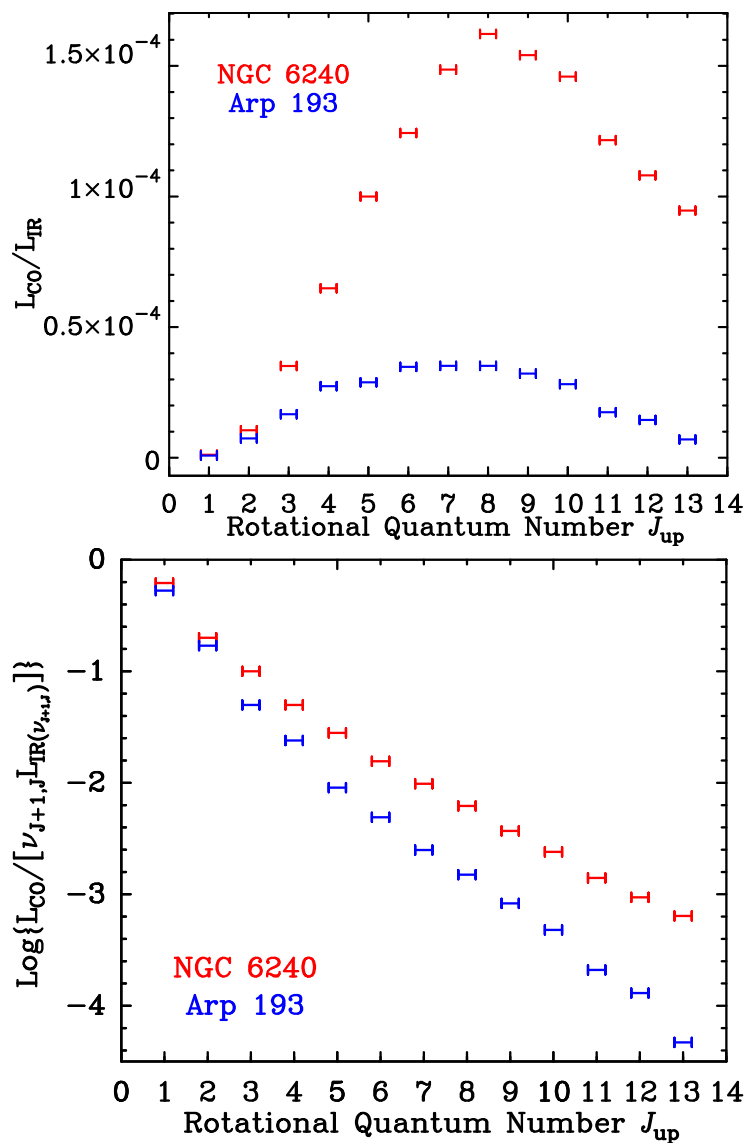 1.5×10⁻⁴
NGC 6240
Arp 193
1×10⁻⁴
L_CO/L_IR
0.5×10⁻⁴
0
0 1 2 3 4 5 6 7 8 9 10 11 12 13 14
Rotational Quantum Number J_up
0
−1
−2
−3
−4
Log{L_CO/[ν_J+1,J L_IR(ν_J+1,J)]}
NGC 6240
Arp 193
0 1 2 3 4 5 6 7 8 9 10 11 12 13 14
Rotational Quantum Number J_up